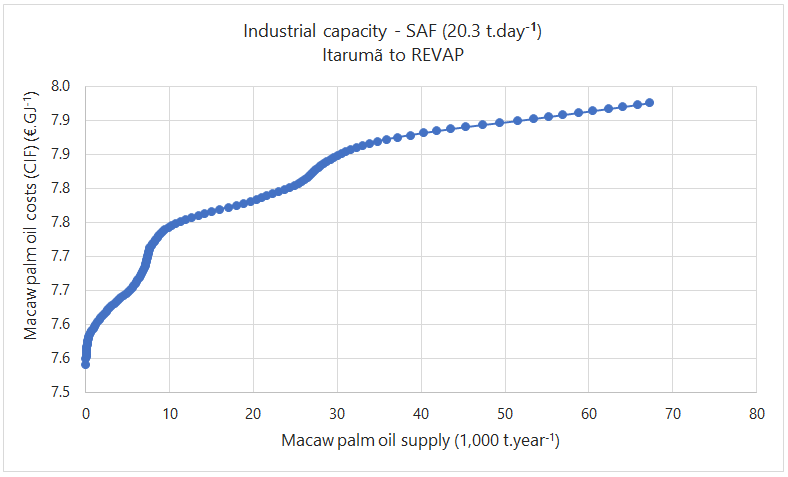 Industrial capacity - SAF (20.3 t.day-1)
Itarumã to REVAP
Macaw palm oil costs (CIF) (€.GJ-1)
8.0
7.9
7.9
7.8
7.8
7.7
7.7
7.6
7.6
7.5
0 10 20 30 40 50 60 70 80
Macaw palm oil supply (1,000 t.year-1)